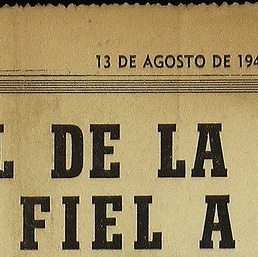 13 DE AGOSTO DE 194
DE LA
FIEL A